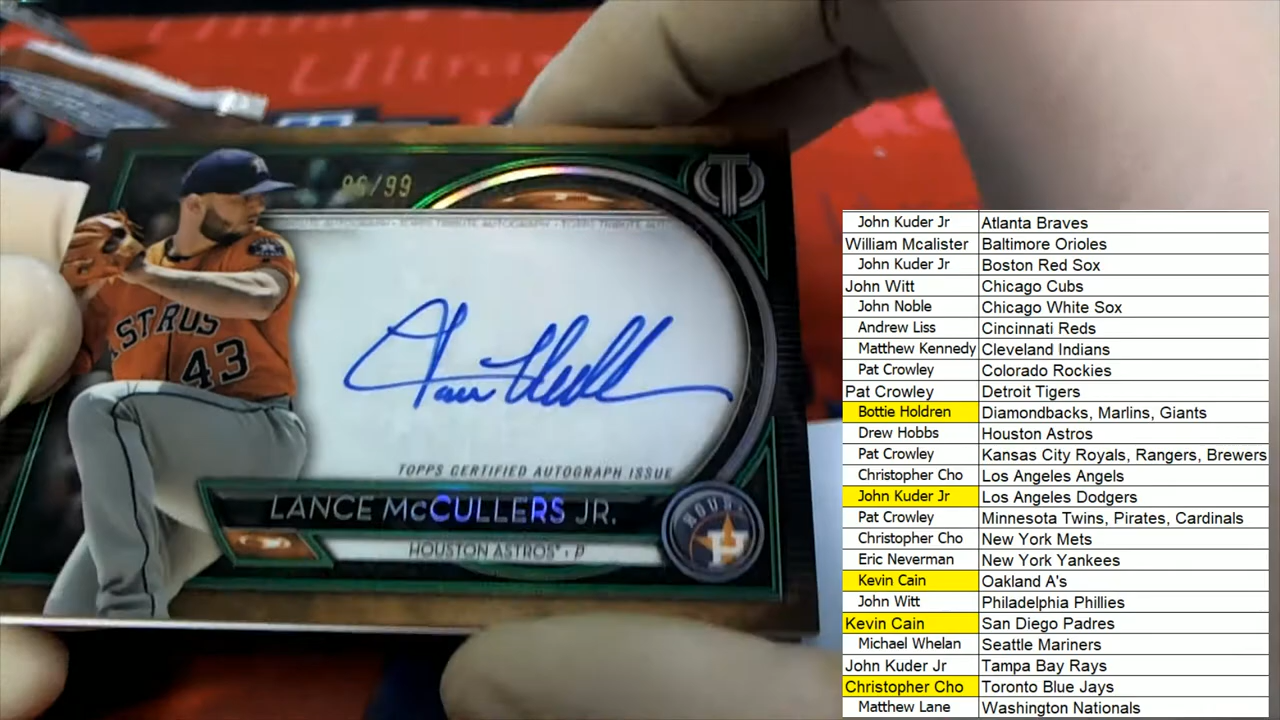 Ultra
96/99
TOPPS TRIBUTE AUTOGRAPH
ASTROS
43
TOPPS CERTIFIED AUTOGRAPH ISSUE
LANCE McCULLERS JR.
HOUSTON ASTROS • P
John Kuder Jr Atlanta Braves
William Mcalister Baltimore Orioles
John Kuder Jr Boston Red Sox
John Witt Chicago Cubs
John Noble Chicago White Sox
Andrew Liss Cincinnati Reds
Matthew Kennedy Cleveland Indians
Pat Crowley Colorado Rockies
Pat Crowley Detroit Tigers
Bottie Holdren Diamondbacks, Marlins, Giants
Drew Hobbs Houston Astros
Pat Crowley Kansas City Royals, Rangers, Brewers
Christopher Cho Los Angeles Angels
John Kuder Jr Los Angeles Dodgers
Pat Crowley Minnesota Twins, Pirates, Cardinals
Christopher Cho New York Mets
Eric Neverman New York Yankees
Kevin Cain Oakland A's
John Witt Philadelphia Phillies
Kevin Cain San Diego Padres
Michael Whelan Seattle Mariners
John Kuder Jr Tampa Bay Rays
Christopher Cho Toronto Blue Jays
Matthew Lane Washington Nationals